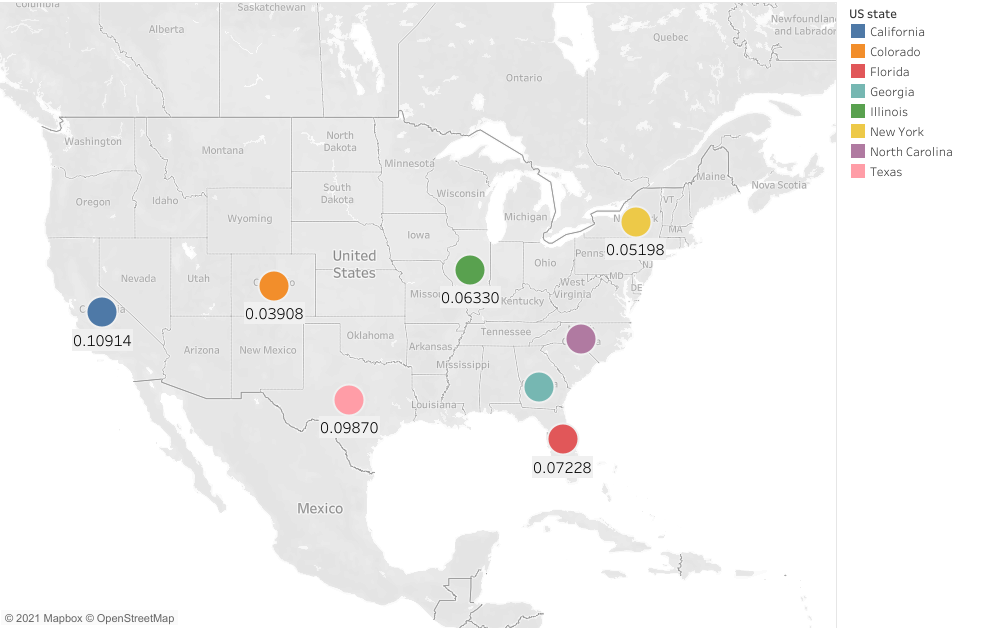 Saskatchewan
Alberta
Quebec
Newfoundland
and Labrador
Ontario
Washington
Montana
North
Dakota
Minnesota
Maine
Nova Scotia
Oregon
Idaho
South
Dakota
Wisconsin
Michigan
VT
MA
Wyoming
Iowa
0.05198
United
States
Nevada
Utah
Ohio
NJ
MD
DE
West
Virginia
0.06330
Kentucky
0.03908
0.10914
Arizona
New Mexico
Oklahoma
Arkansas
Tennessee
Mississippi
Louisiana
0.09870
0.07228
Mexico
© 2021 Mapbox © OpenStreetMap
US state
California
Colorado
Florida
Georgia
Illinois
New York
North Carolina
Texas